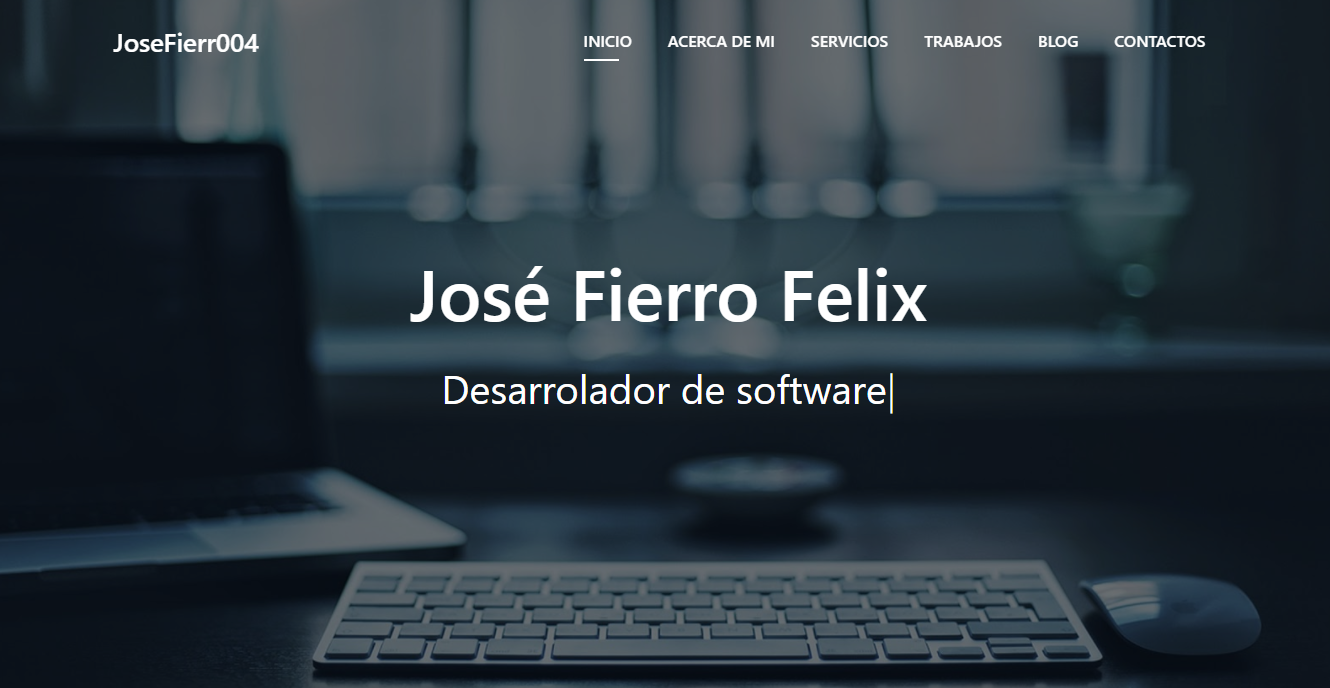 JoseFierr004
INICIO ACERCA DE MI SERVICIOS TRABAJOS BLOG CONTACTOS
José Fierro Felix
Desarrolador de software|